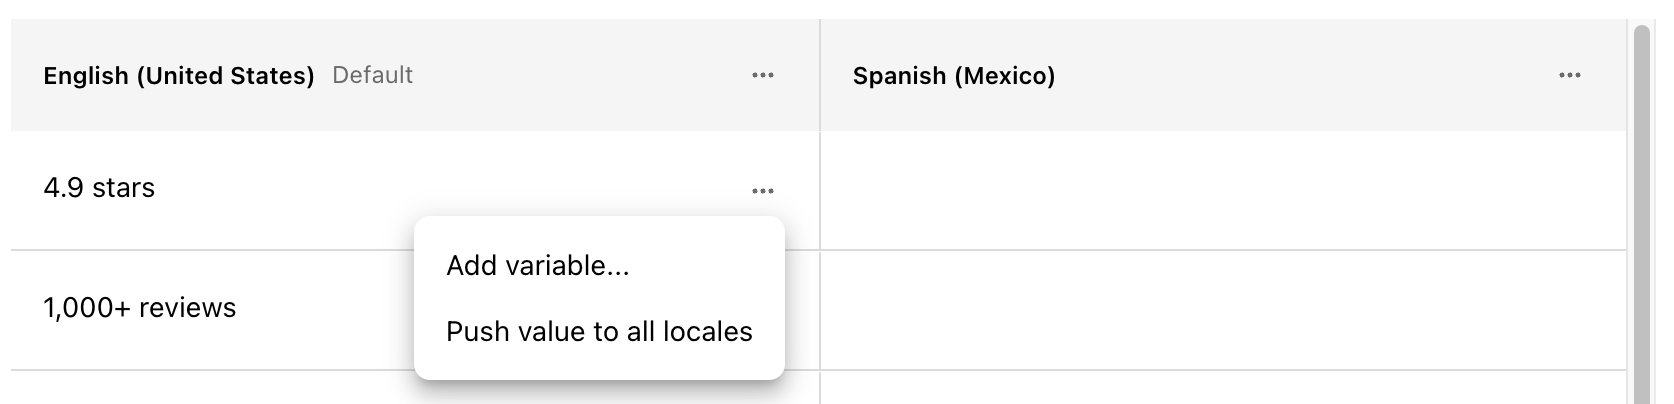 English (United States) Default
Spanish (Mexico)
4.9 stars
Add variable...
1,000+ reviews
Push value to all locales